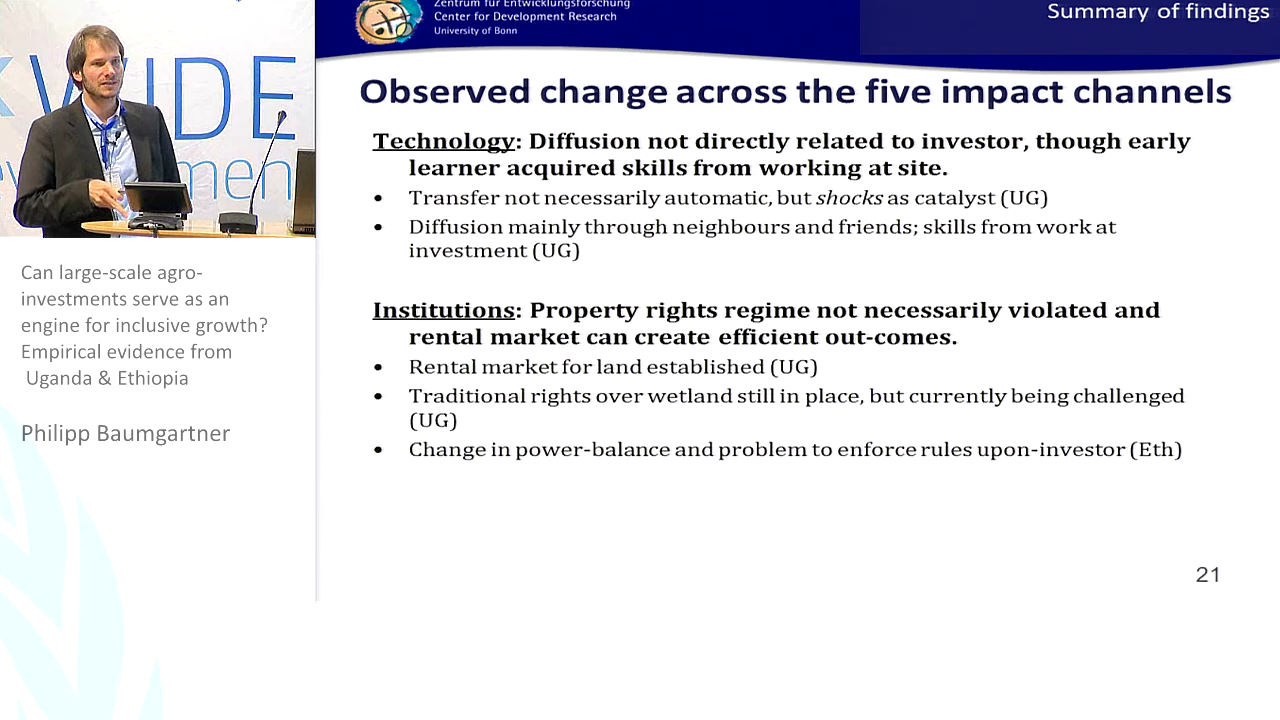 WIDE
Can large-scale agro-
investments serve as an
engine for inclusive growth?
Empirical evidence from
Uganda & Ethiopia
Philipp Baumgartner
Zentrum für Entwicklungsforschung
Center for Development Research
University of Bonn
Summary of findings
Observed change across the five impact channels
Technology: Diffusion not directly related to investor, though early
learner acquired skills from working at site.
• Transfer not necessarily automatic, but shocks as catalyst (UG)
• Diffusion mainly through neighbours and friends; skills from work at
investment (UG)
Institutions: Property rights regime not necessarily violated and
rental market can create efficient out-comes.
• Rental market for land established (UG)
• Traditional rights over wetland still in place, but currently being challenged
(UG)
• Change in power-balance and problem to enforce rules upon-investor (Eth)
21